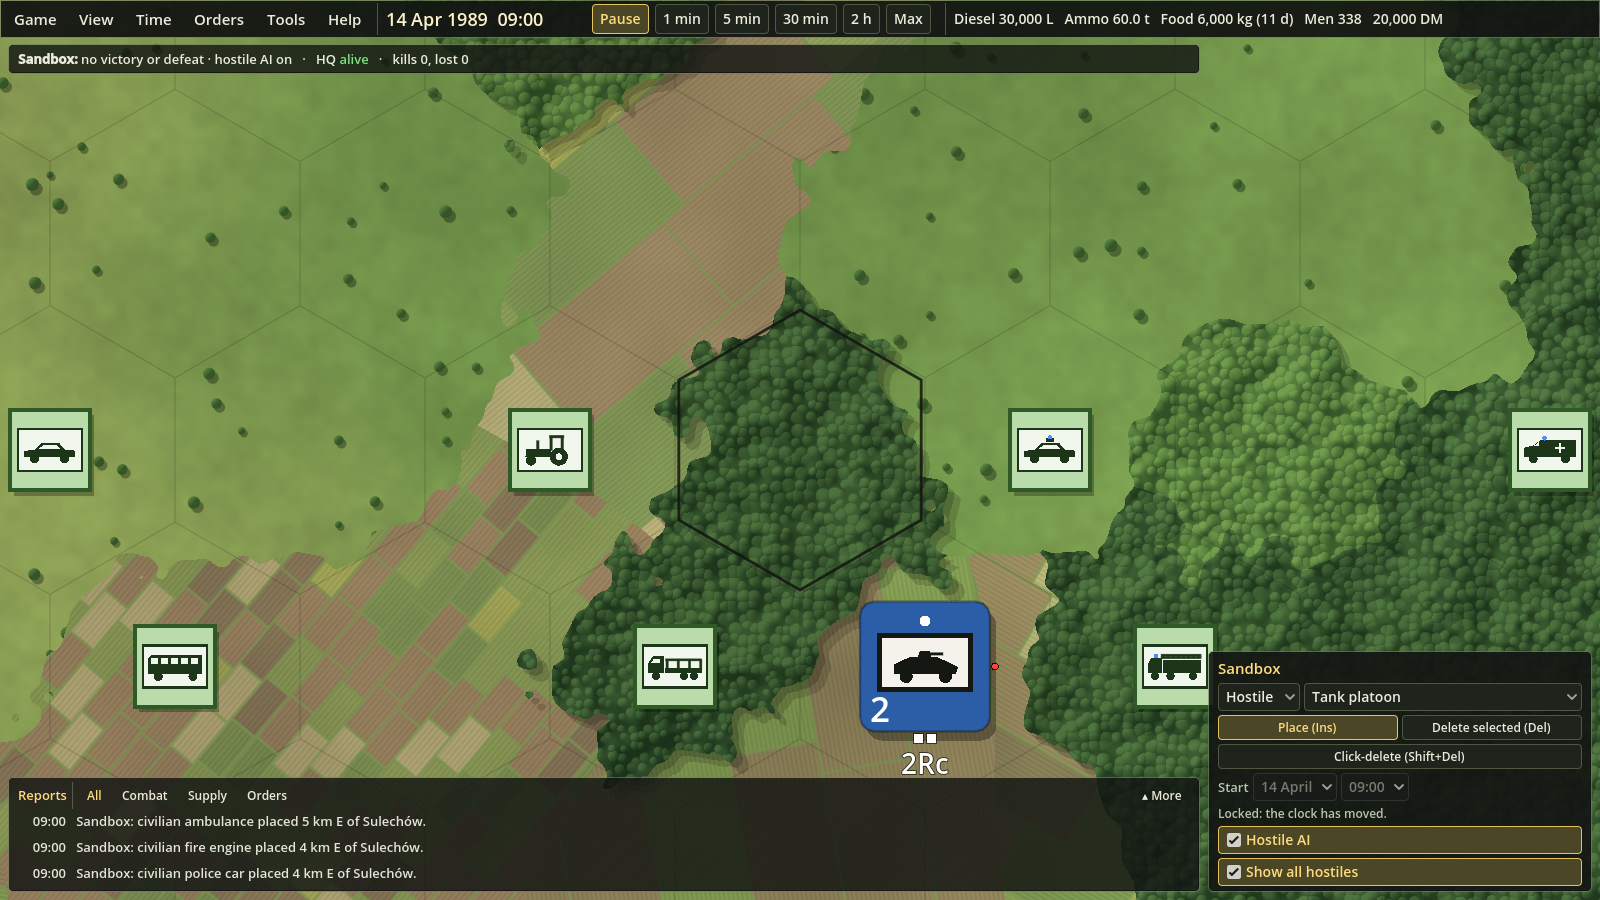 Game View Time Orders Tools Help 14 Apr 1989 09:00 Pause 1 min 5 min 30 min 2 h Max Diesel 30,000 L Ammo 60.0 t Food 6,000 kg (11 d) Men 338 20,000 DM
Sandbox: no victory or defeat · hostile AI on · HQ alive · kills 0, lost 0
2
2Rc
Sandbox
Hostile Tank platoon
Place (Ins) Delete selected (Del)
Click-delete (Shift+Del)
Start 14 April 09:00
Locked: the clock has moved.
Hostile AI
Show all hostiles
Reports All Combat Supply Orders More
09:00 Sandbox: civilian ambulance placed 5 km E of Sulechów.
09:00 Sandbox: civilian fire engine placed 4 km E of Sulechów.
09:00 Sandbox: civilian police car placed 4 km E of Sulechów.